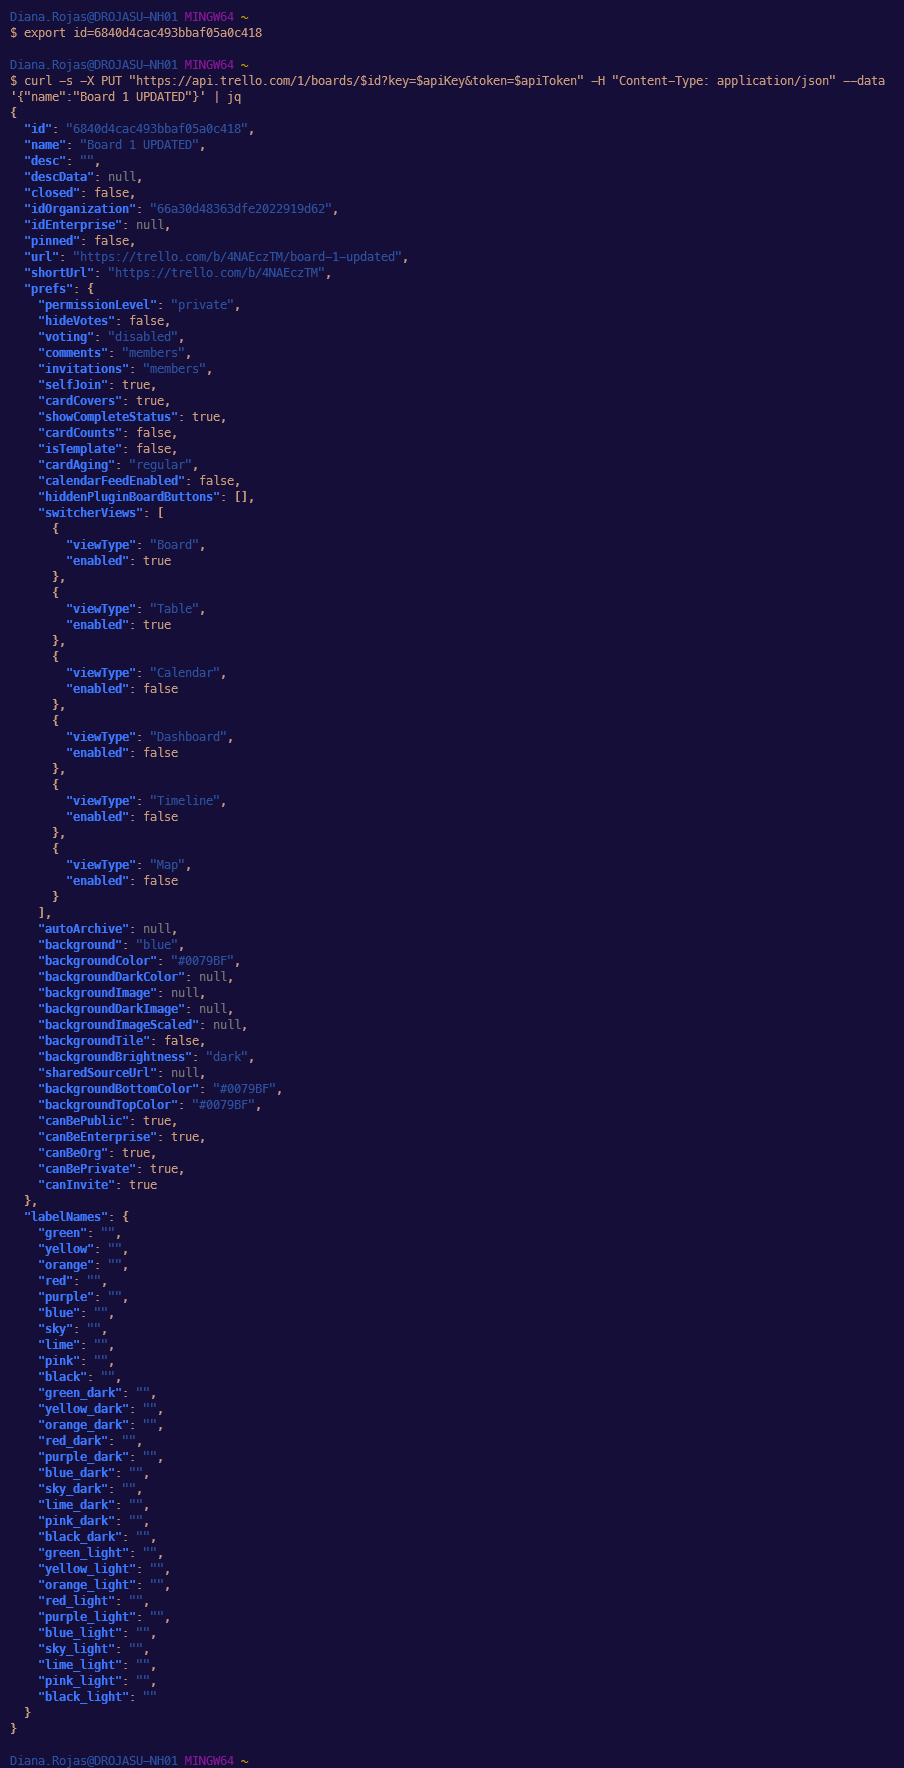 Diana.Rojas@DROJASU-NH01 MINGW64 ~
$ export id=6840d4cac493bbaf05a0c418

Diana.Rojas@DROJASU-NH01 MINGW64 ~
$ curl -s -X PUT "https://api.trello.com/1/boards/$id?key=$apiKey&token=$apiToken" -H "Content-Type: application/json" --data
'{"name":"Board 1 UPDATED"}' | jq
{
  "id": "6840d4cac493bbaf05a0c418",
  "name": "Board 1 UPDATED",
  "desc": "",
  "descData": null,
  "closed": false,
  "idOrganization": "66a30d48363dfe2022919d62",
  "idEnterprise": null,
  "pinned": false,
  "url": "https://trello.com/b/4NAEczTM/board-1-updated",
  "shortUrl": "https://trello.com/b/4NAEczTM",
  "prefs": {
    "permissionLevel": "private",
    "hideVotes": false,
    "voting": "disabled",
    "comments": "members",
    "invitations": "members",
    "selfJoin": true,
    "cardCovers": true,
    "showCompleteStatus": true,
    "cardCounts": false,
    "isTemplate": false,
    "cardAging": "regular",
    "calendarFeedEnabled": false,
    "hiddenPluginBoardButtons": [],
    "switcherViews": [
      {
        "viewType": "Board",
        "enabled": true
      },
      {
        "viewType": "Table",
        "enabled": true
      },
      {
        "viewType": "Calendar",
        "enabled": false
      },
      {
        "viewType": "Dashboard",
        "enabled": false
      },
      {
        "viewType": "Timeline",
        "enabled": false
      },
      {
        "viewType": "Map",
        "enabled": false
      }
    ],
    "autoArchive": null,
    "background": "blue",
    "backgroundColor": "#0079BF",
    "backgroundDarkColor": null,
    "backgroundImage": null,
    "backgroundDarkImage": null,
    "backgroundImageScaled": null,
    "backgroundTile": false,
    "backgroundBrightness": "dark",
    "sharedSourceUrl": null,
    "backgroundBottomColor": "#0079BF",
    "backgroundTopColor": "#0079BF",
    "canBePublic": true,
    "canBeEnterprise": true,
    "canBeOrg": true,
    "canBePrivate": true,
    "canInvite": true
  },
  "labelNames": {
    "green": "",
    "yellow": "",
    "orange": "",
    "red": "",
    "purple": "",
    "blue": "",
    "sky": "",
    "lime": "",
    "pink": "",
    "black": "",
    "green_dark": "",
    "yellow_dark": "",
    "orange_dark": "",
    "red_dark": "",
    "purple_dark": "",
    "blue_dark": "",
    "sky_dark": "",
    "lime_dark": "",
    "pink_dark": "",
    "black_dark": "",
    "green_light": "",
    "yellow_light": "",
    "orange_light": "",
    "red_light": "",
    "purple_light": "",
    "blue_light": "",
    "sky_light": "",
    "lime_light": "",
    "pink_light": "",
    "black_light": ""
  }
}

Diana.Rojas@DROJASU-NH01 MINGW64 ~